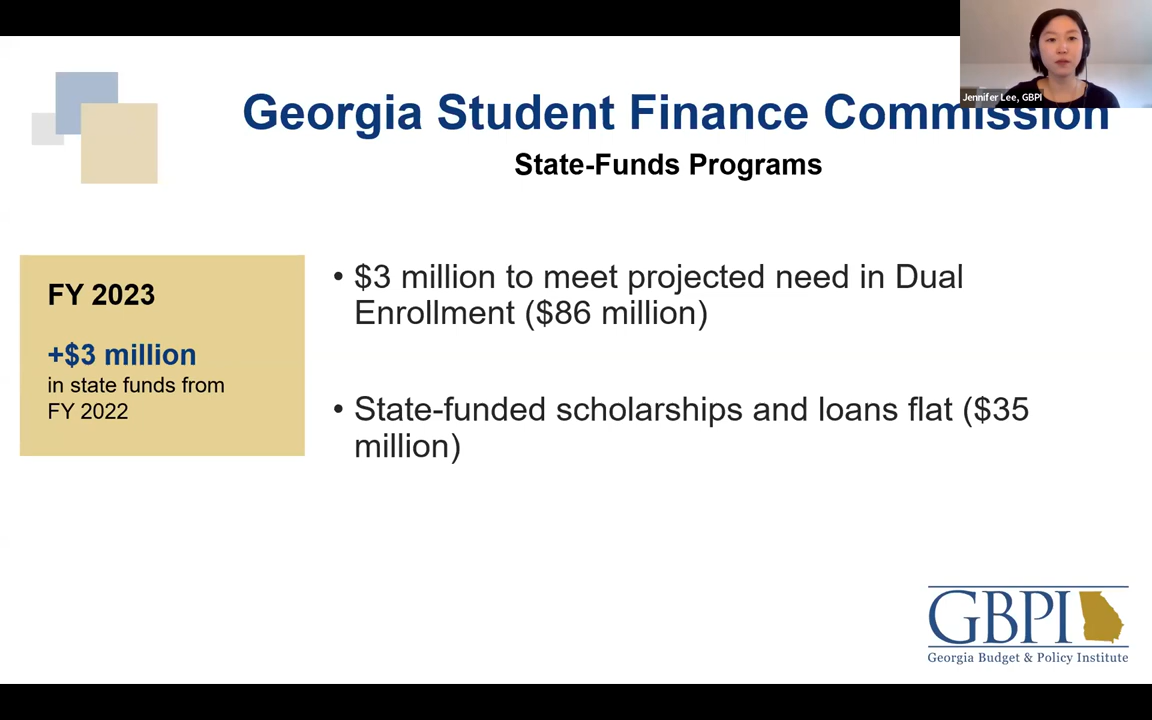 Jennifer Lee, GBPI
Georgia Student Finance Commission
State-Funds Programs
FY 2023
+$3 million
in state funds from
FY 2022
• $3 million to meet projected need in Dual
Enrollment ($86 million)
• State-funded scholarships and loans flat ($35
million)
GBPI
Georgia Budget & Policy Institute